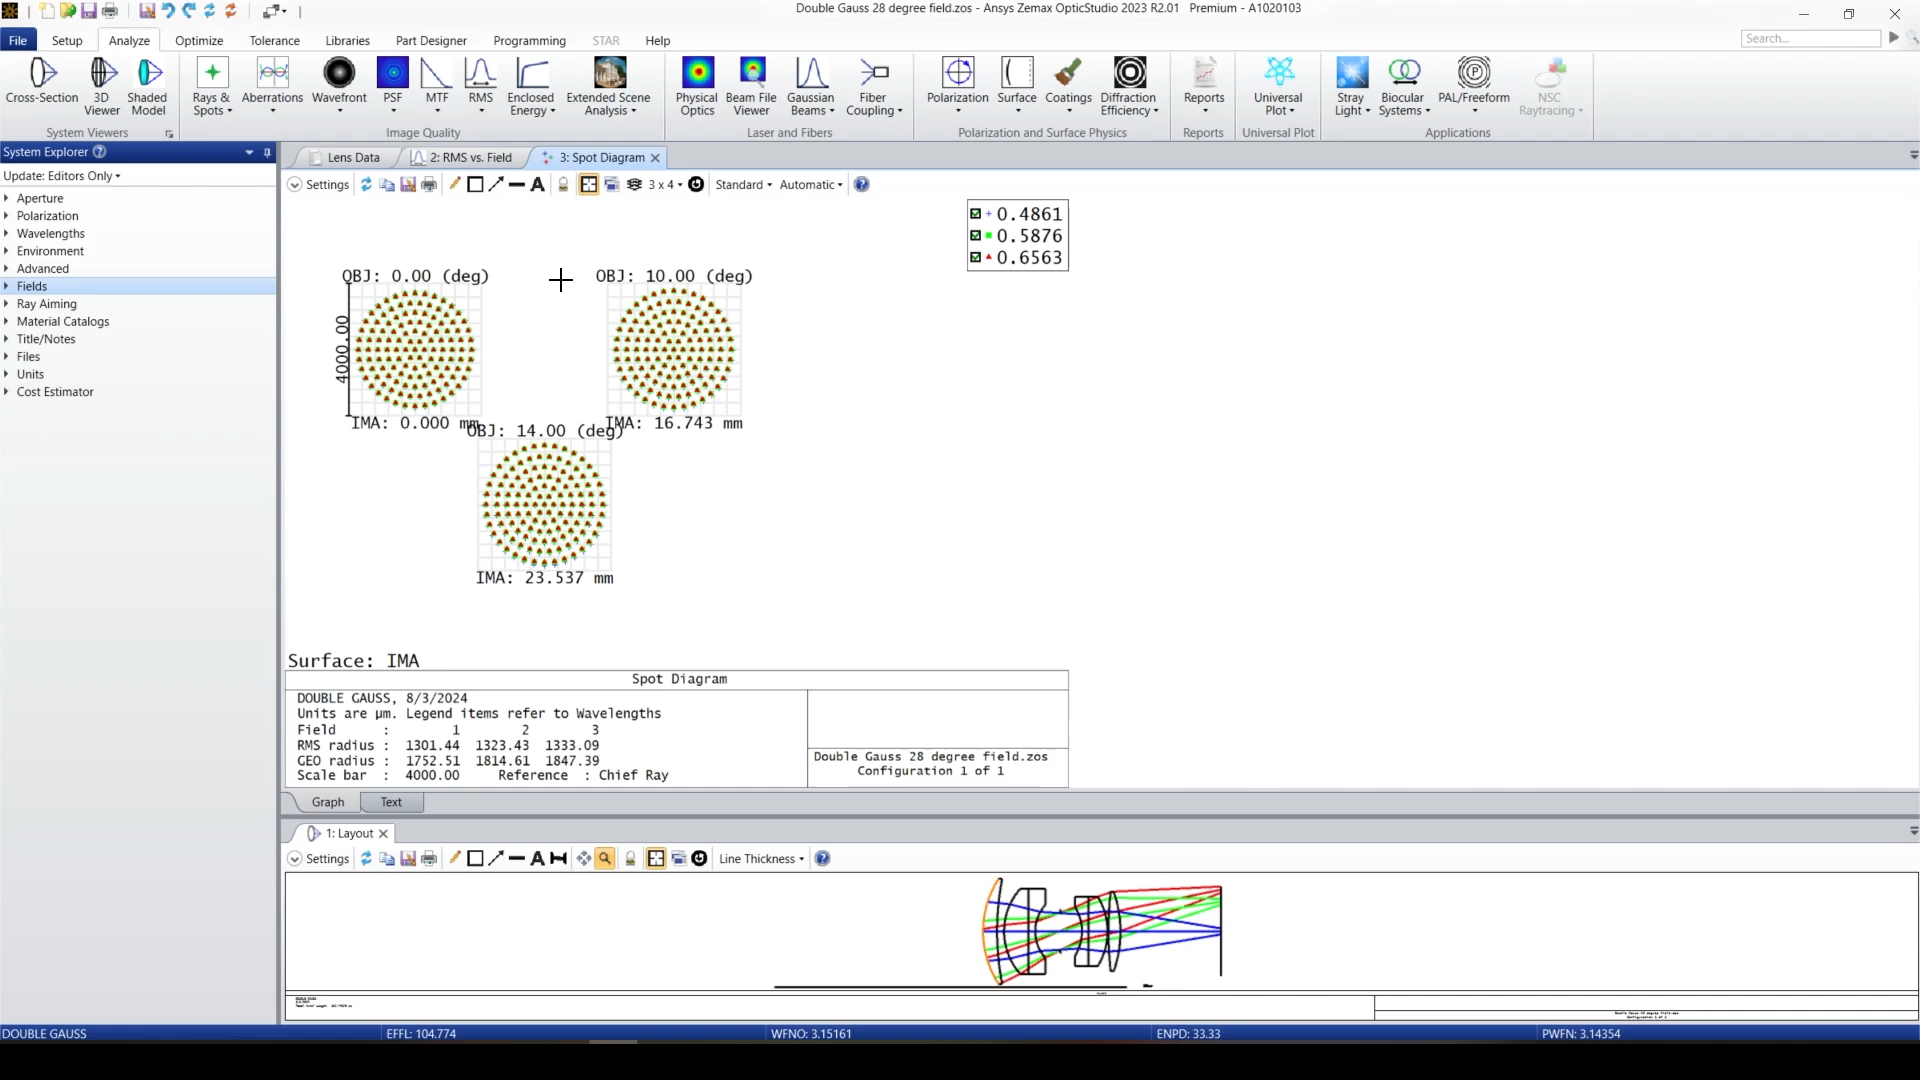 Double Gauss 28 degree field.zos - Ansys Zemax OpticStudio 2023 R2.01 Premium - A1020103
File Setup Analyze Optimize Tolerance Libraries Part Designer Programming STAR Help
Search...
Cross-Section 3D Viewer Shaded Model Rays & Spots Aberrations Wavefront PSF MTF RMS Enclosed Energy Extended Scene Analysis Physical Optics Beam File Viewer Gaussian Beams Fiber Coupling Polarization Surface Coatings Diffraction Efficiency Reports Universal Plot Stray Light Biocular Systems PAL/Freeform NSC Raytracing
System Viewers Image Quality Laser and Fibers Polarization and Surface Physics Reports Universal Plot Applications
System Explorer
Update: Editors Only
Aperture
Polarization
Wavelengths
Environment
Advanced
Fields
Ray Aiming
Material Catalogs
Title/Notes
Files
Units
Cost Estimator
Lens Data 2: RMS vs. Field 3: Spot Diagram
Settings 3 x 4 Standard Automatic
0.4861
0.5876
0.6563
OBJ: 0.00 (deg) OBJ: 10.00 (deg)
4000.00
IMA: 0.000 mm IMA: 16.743 mm
OBJ: 14.00 (deg)
IMA: 23.537 mm
Surface: IMA
Spot Diagram
DOUBLE GAUSS, 8/3/2024
Units are µm. Legend items refer to Wavelengths
Field : 1 2 3
RMS radius : 1301.44 1323.43 1333.09
GEO radius : 1752.51 1814.61 1847.39
Scale bar : 4000.00 Reference : Chief Ray
Double Gauss 28 degree field.zos
Configuration 1 of 1
Graph Text
1: Layout
Settings Line Thickness
DOUBLE GAUSS EFFL: 104.774 WFNO: 3.15161 ENPD: 33.33 PWFN: 3.14354